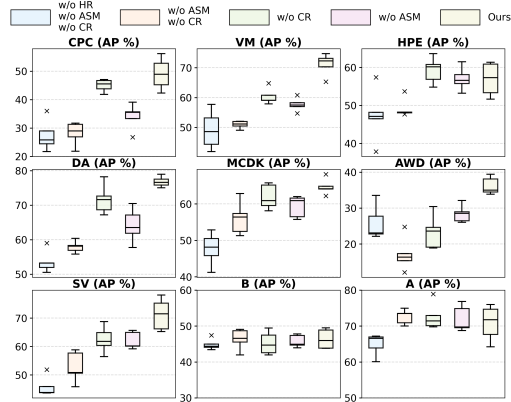 w/o HR
w/o ASM
w/o CR
w/o ASM
w/o CR
w/o CR
w/o ASM
Ours
CPC (AP %)
VM (AP %)
HPE (AP %)
50
40
30
20
70
60
50
60
50
40
DA (AP %)
MCDK (AP %)
AWD (AP %)
80
70
60
50
60
50
40
40
30
20
SV (AP %)
B (AP %)
A (AP %)
70
60
50
60
50
40
30
80
70
60
50